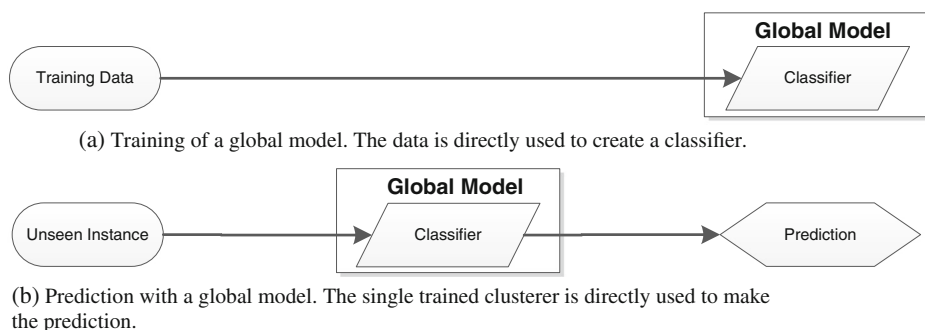 Global Model
Training Data
Classifier
(a) Training of a global model. The data is directly used to create a classifier.
Global Model
Unseen Instance
Classifier
Prediction
(b) Prediction with a global model. The single trained clusterer is directly used to make
the prediction.